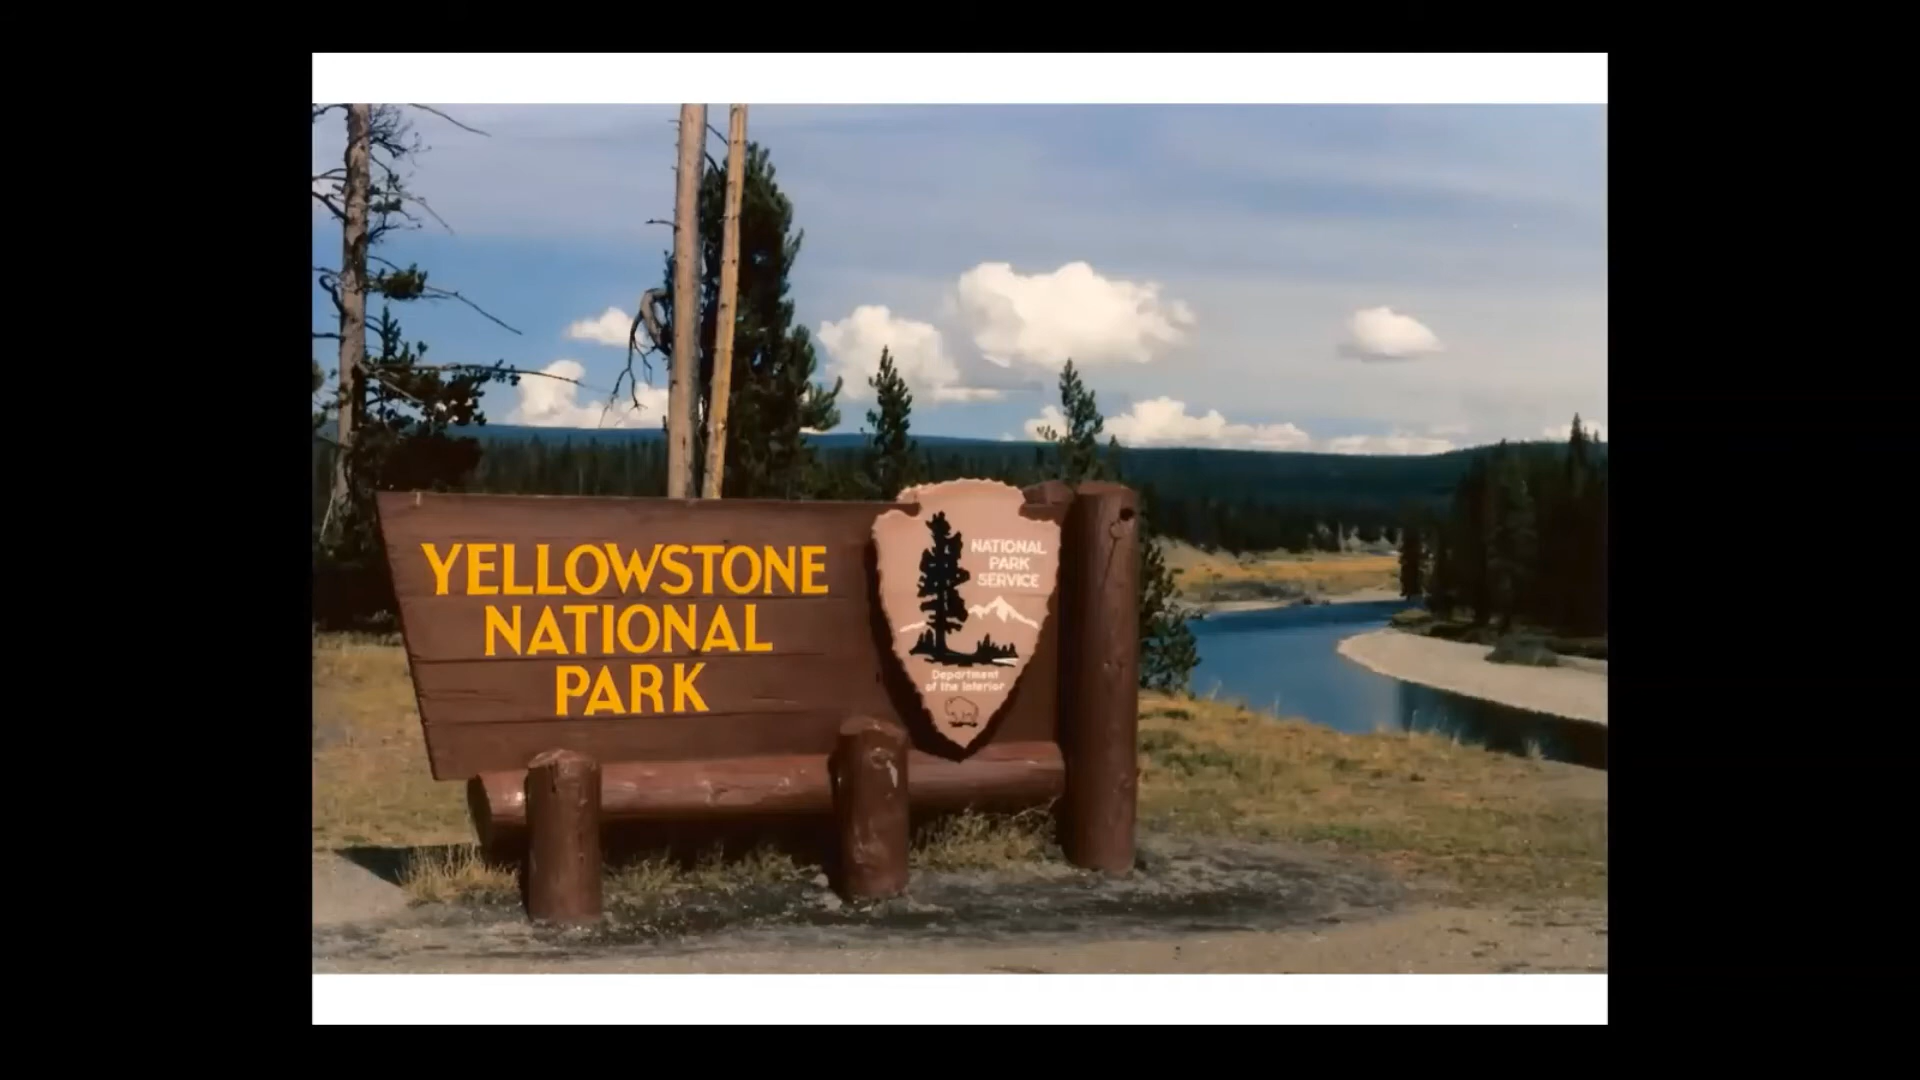 YELLOWSTONE
NATIONAL
PARK
NATIONAL
PARK
SERVICE
Department
of the Interior